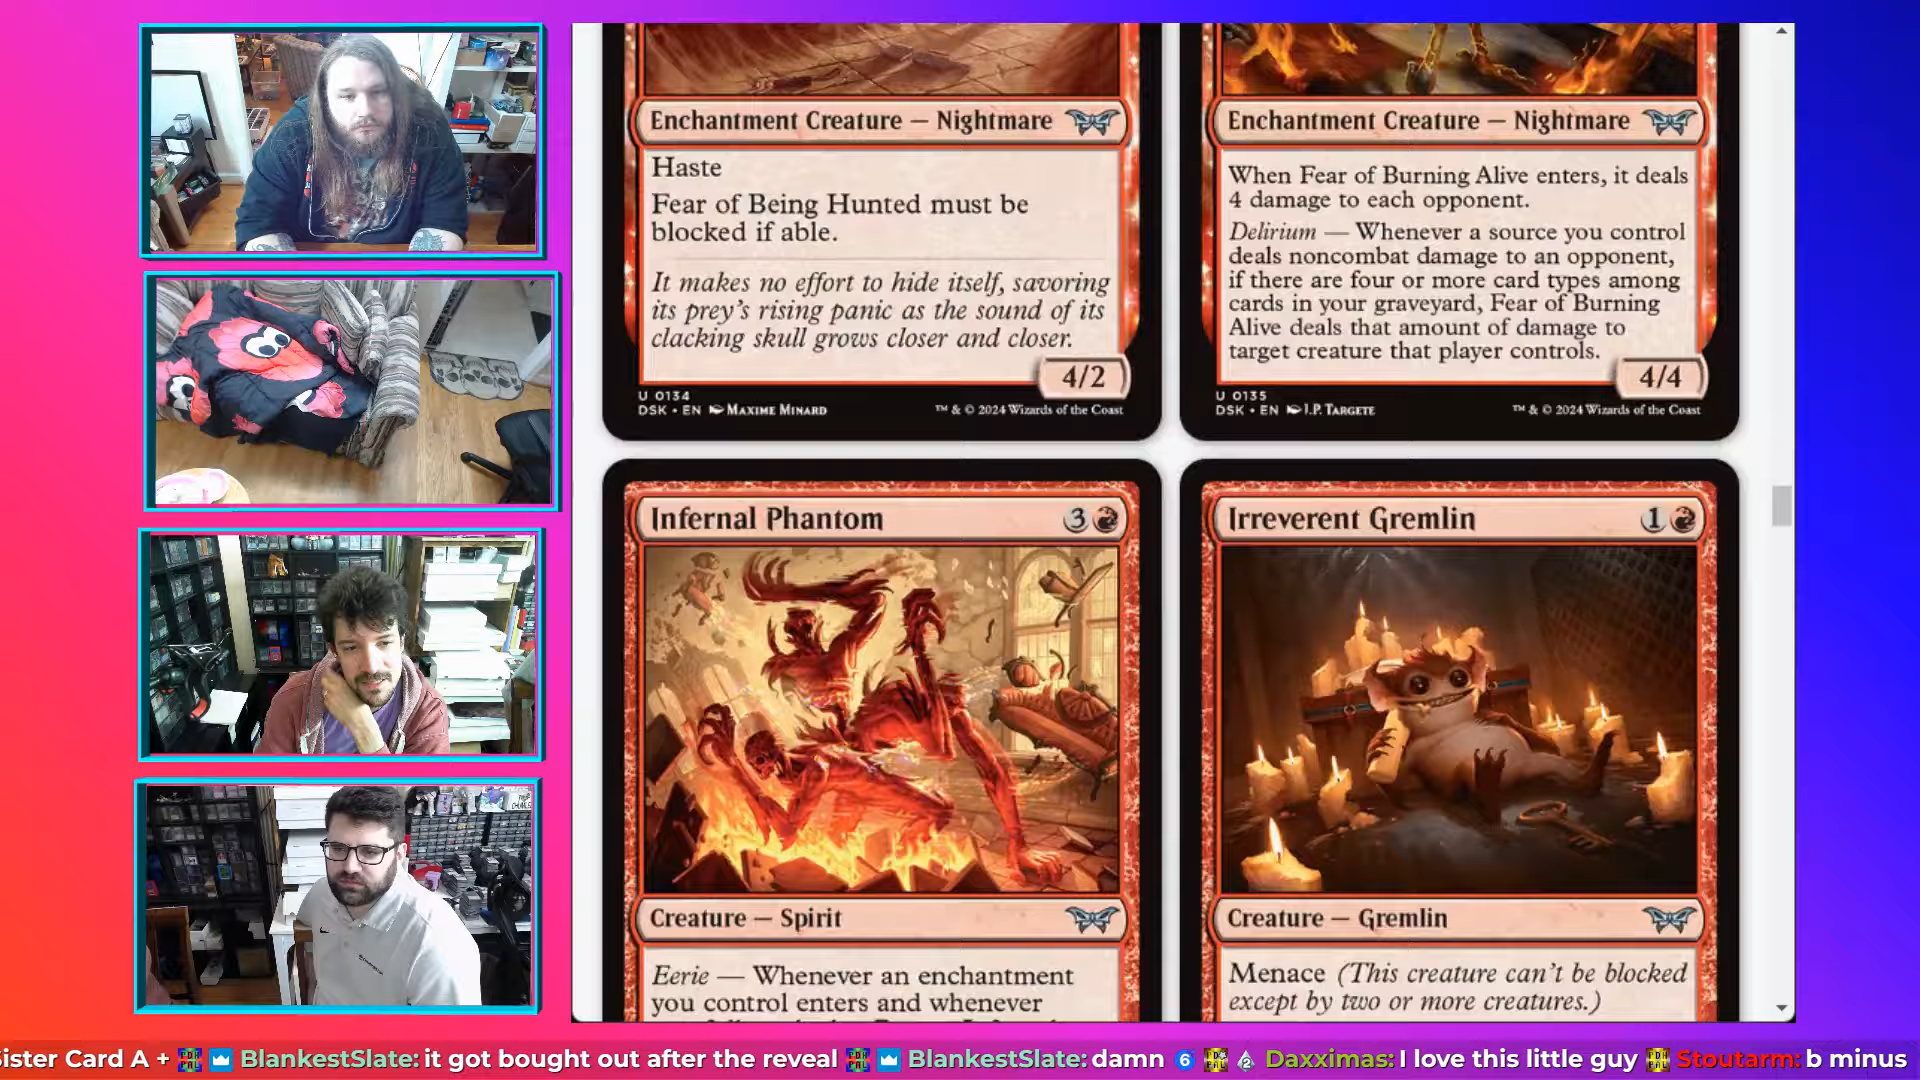 Enchantment Creature — Nightmare
Haste
Fear of Being Hunted must be
blocked if able.
It makes no effort to hide itself, savoring
its prey's rising panic as the sound of its
clacking skull grows closer and closer.
4/2
U 0134
DSK • EN MAXIME MINARD
™ & © 2024 Wizards of the Coast
Enchantment Creature — Nightmare
When Fear of Burning Alive enters, it deals
4 damage to each opponent.
Delirium — Whenever a source you control
deals noncombat damage to an opponent,
if there are four or more card types among
cards in your graveyard, Fear of Burning
Alive deals that amount of damage to
target creature that player controls.
4/4
U 0135
DSK • EN J.P. TARGETE
™ & © 2024 Wizards of the Coast
Infernal Phantom 3
Creature — Spirit
Eerie — Whenever an enchantment
you control enters and whenever
Irreverent Gremlin 1
Creature — Gremlin
Menace (This creature can't be blocked
except by two or more creatures.)
Sister Card A + BlankestSlate: it got bought out after the reveal BlankestSlate: damn 6 2 Daxximas: I love this little guy Stoutarm: b minus